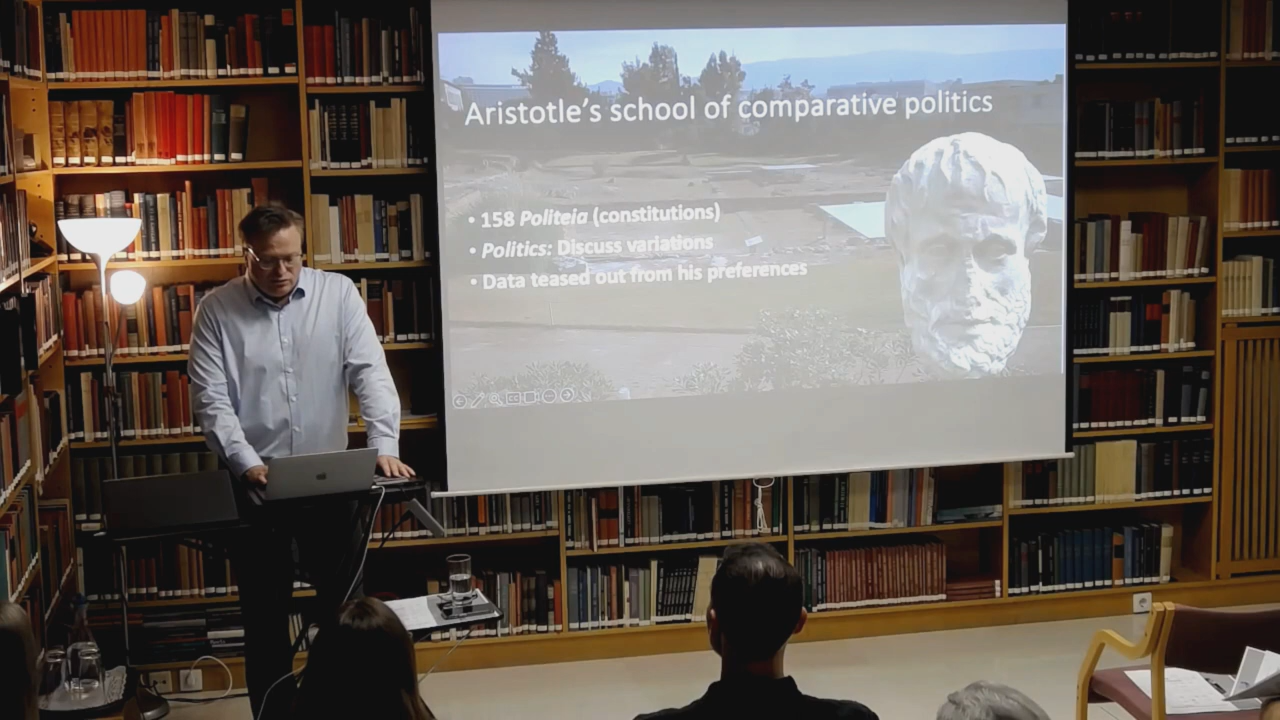 Aristotle's school of comparative politics
• 158 Politeia (constitutions)
• Politics: Discuss variations
• Data teased out from his preferences